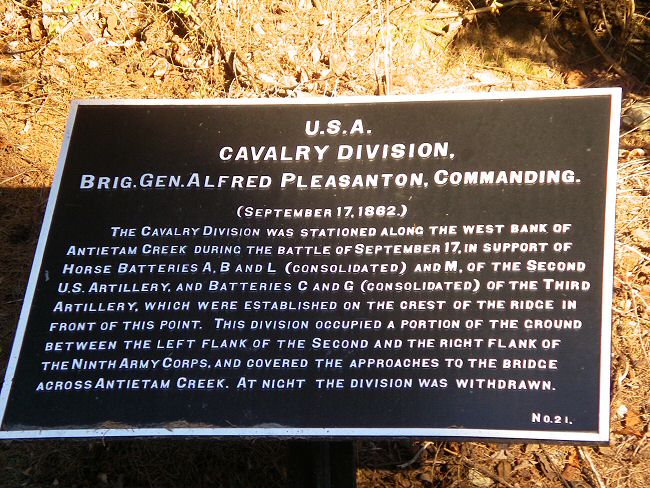 U.S.A.
CAVALRY DIVISION,
BRIG. GEN. ALFRED PLEASANTON, COMMANDING.
(SEPTEMBER 17, 1862.)
THE CAVALRY DIVISION WAS STATIONED ALONG THE WEST BANK OF
ANTIETAM CREEK DURING THE BATTLE OF SEPTEMBER 17, IN SUPPORT OF
HORSE BATTERIES A, B AND L (CONSOLIDATED) AND M, OF THE SECOND
U.S. ARTILLERY, AND BATTERIES C AND G (CONSOLIDATED) OF THE THIRD
ARTILLERY, WHICH WERE ESTABLISHED ON THE CREST OF THE RIDGE IN
FRONT OF THIS POINT. THIS DIVISION OCCUPIED A PORTION OF THE GROUND
BETWEEN THE LEFT FLANK OF THE SECOND AND THE RIGHT FLANK OF
THE NINTH ARMY CORPS, AND COVERED THE APPROACHES TO THE BRIDGE
ACROSS ANTIETAM CREEK. AT NIGHT THE DIVISION WAS WITHDRAWN.
NO. 21.